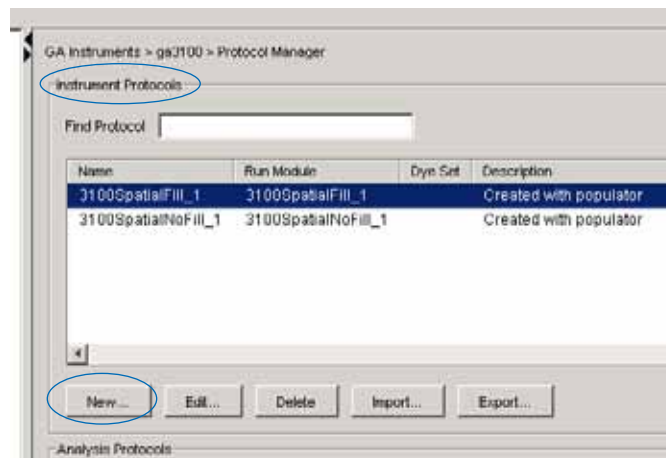 GA Instruments > ga3100 > Protocol Manager
Instrument Protocols
Find Protocol
Name Run Module Dye Set Description
3100SpatialFill_1 3100SpatialFill_1 Created with populator
3100SpatialNoFill_1 3100SpatialNoFill_1 Created with populator
New... Edit... Delete Import... Export...
Analysis Protocols